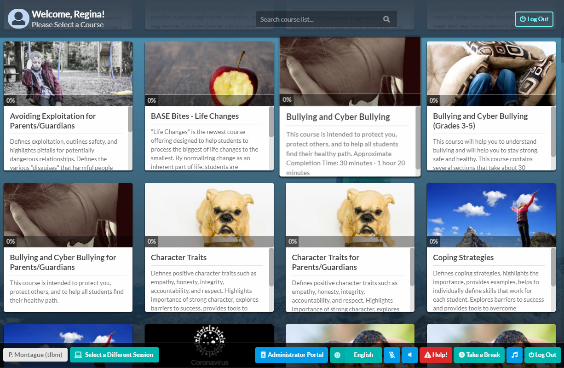 Welcome, Regina!
Please Select a Course
Search course list...
Log Out
0%
Avoiding Exploitation for
Parents/Guardians
Defines exploitation, outlines safety, and
highlights pitfalls for potentially
dangerous relationships. Defines the
various "disguises" that harmful people
0%
BASE Bites - Life Changes
"Life Changes" is the newest course
offering designed to help students to
process the biggest of life changes to the
smallest. By normalizing change as an
inherent part of life students are
0%
Bullying and Cyber Bullying
This course is intended to protect you,
protect others, and to help all students
find their healthy path. Approximate
Completion Time: 30 minutes - 1 hour 20
minutes
0%
Bullying and Cyber Bullying
(Grades 3-5)
This course will help you to understand
bullying and will help you to stay strong,
safe and healthy. This course contains
several sections that take about 30
0%
Bullying and Cyber Bullying for
Parents/Guardians
This course is intended to protect you,
protect others, and to help all students find
their healthy path.
0%
Character Traits
Defines positive character traits such as
empathy, honesty, integrity,
accountability, and respect. Highlights
importance of strong character, explores
barriers to success, provides tools to
0%
Character Traits for
Parents/Guardians
Defines positive character traits such as
empathy, honesty, integrity,
accountability, and respect. Highlights
importance of strong character, explores
0%
Coping Strategies
Defines coping strategies, highlights the
importance, provides examples, helps to
individually define skills that work for
each student. Explores barriers to success
and provides tools to overcome
Coronavirus
P. Montague (Jbm)
Select a Different Session
Administrator Portal
English
Help!
Take a Break
Log Out